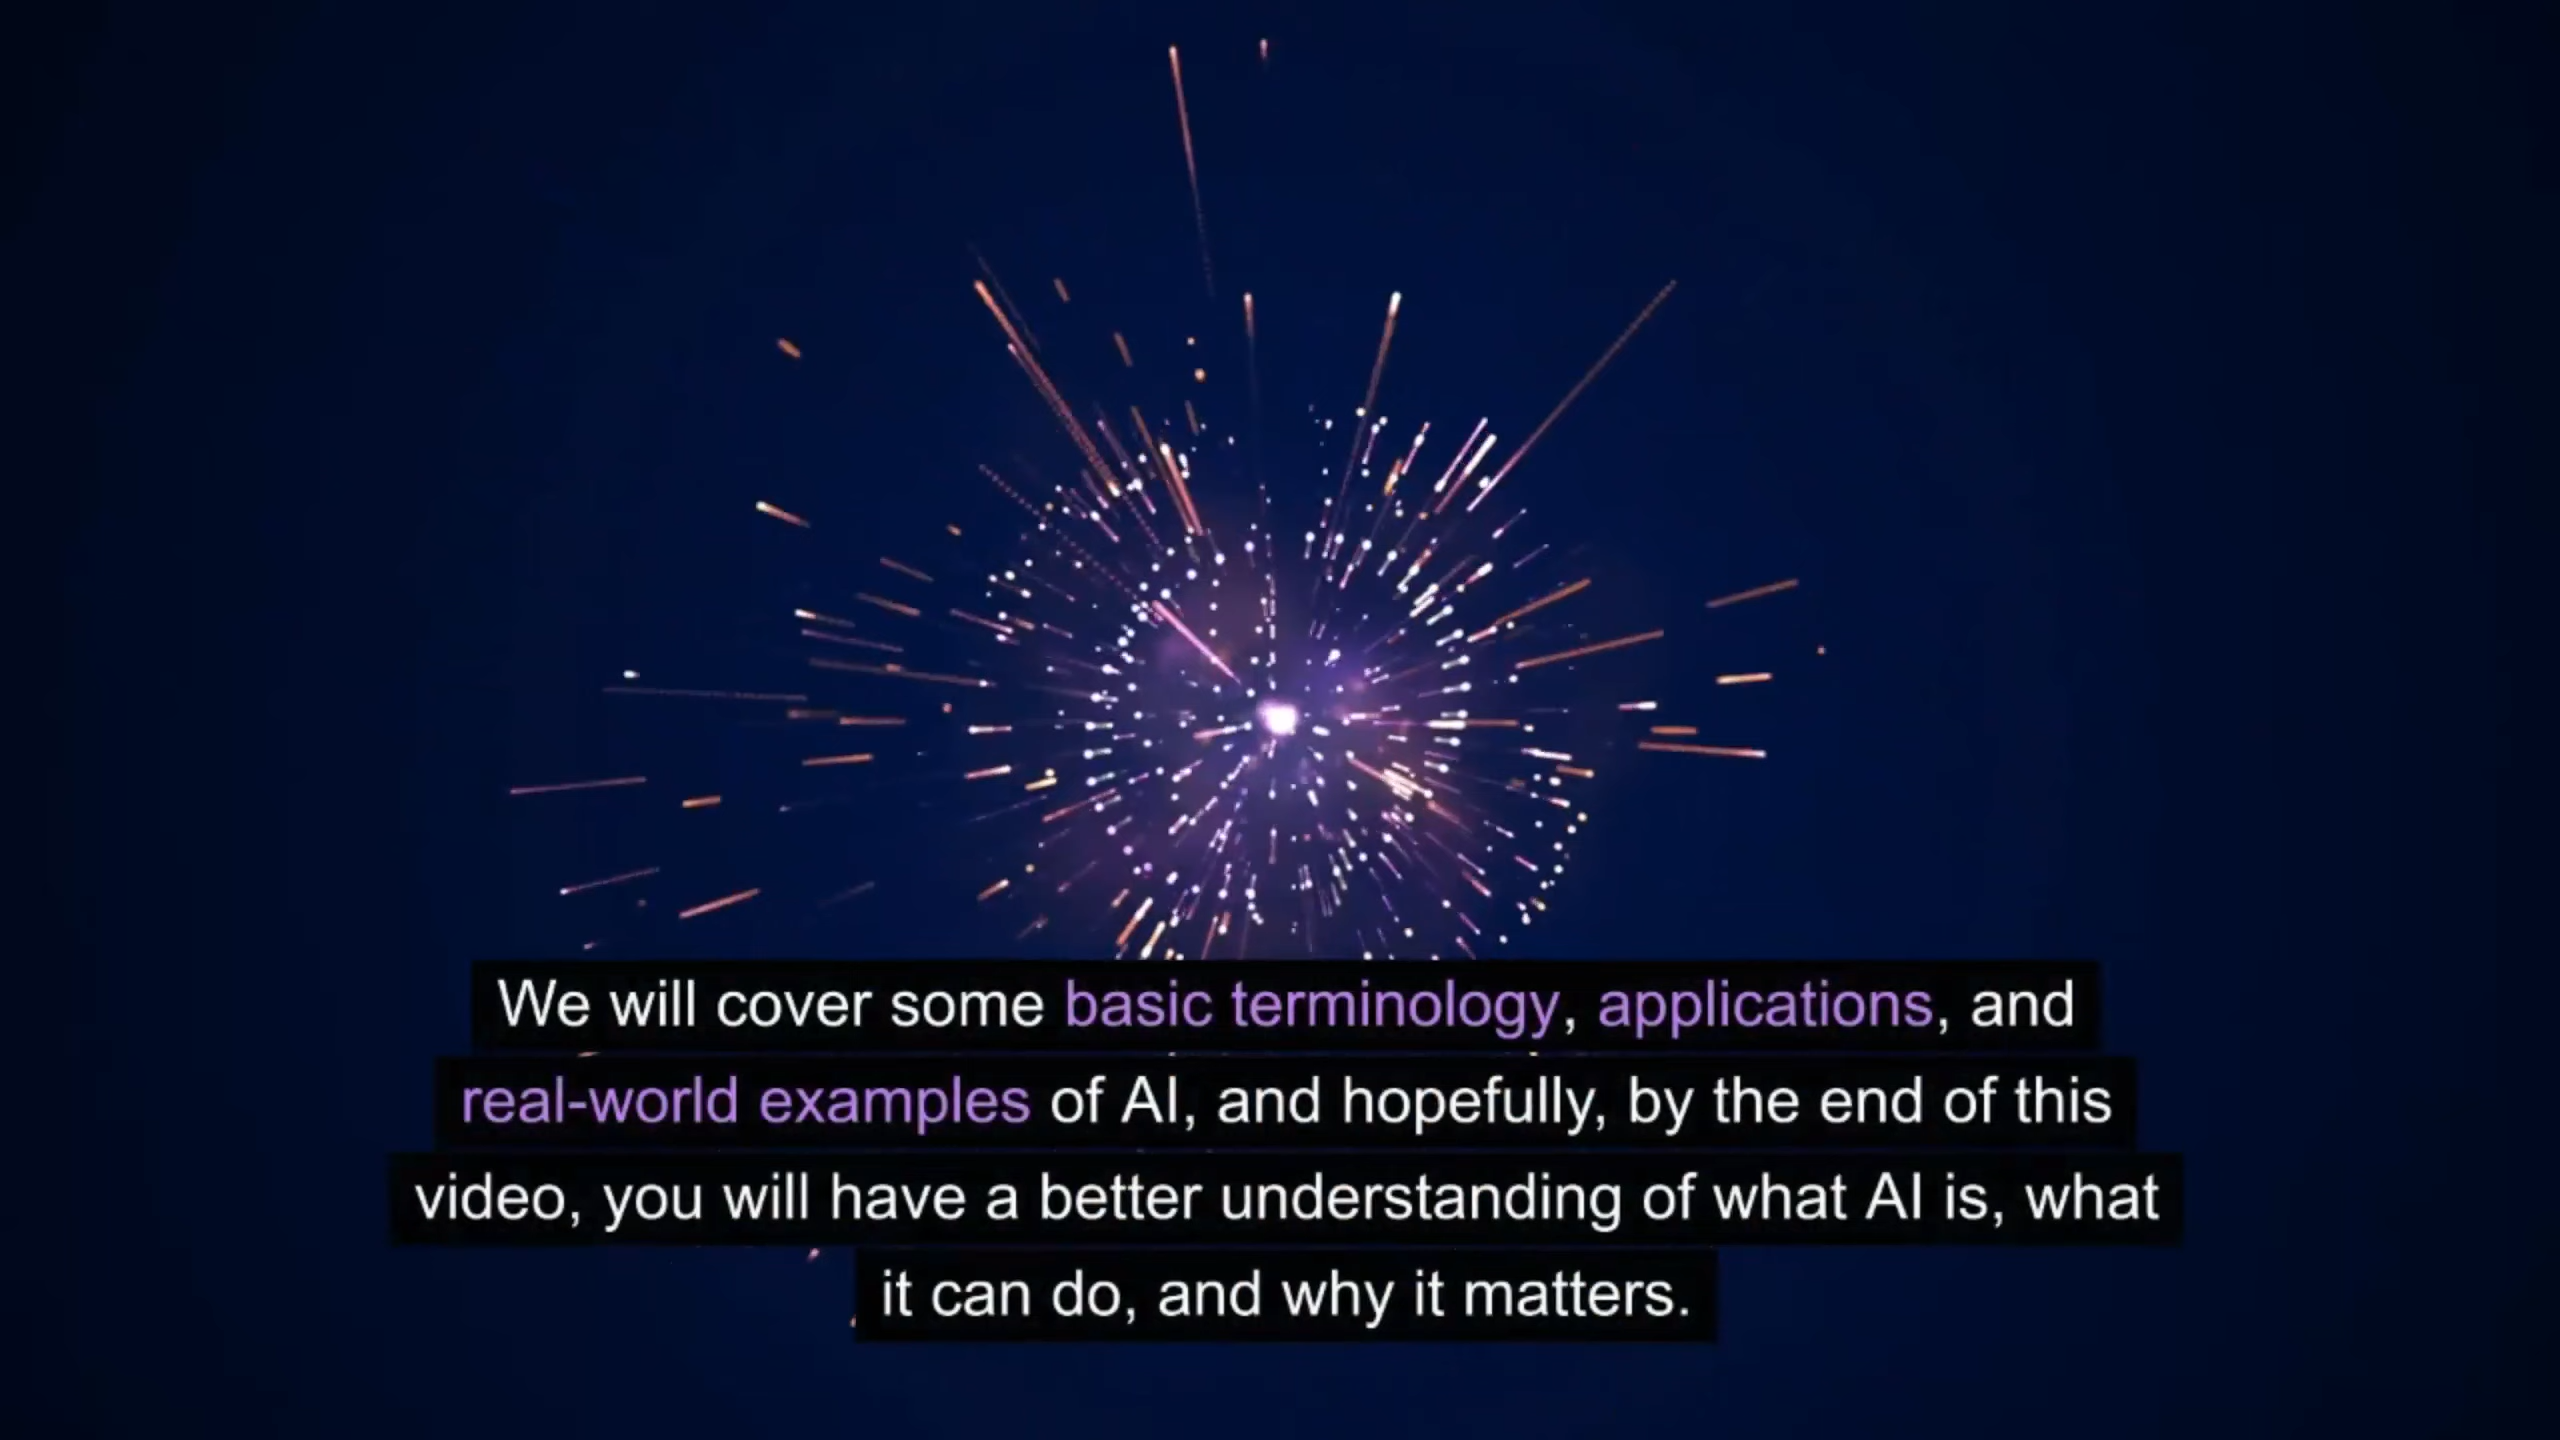 We will cover some basic terminology, applications, and
real-world examples of AI, and hopefully, by the end of this
video, you will have a better understanding of what AI is, what
it can do, and why it matters.